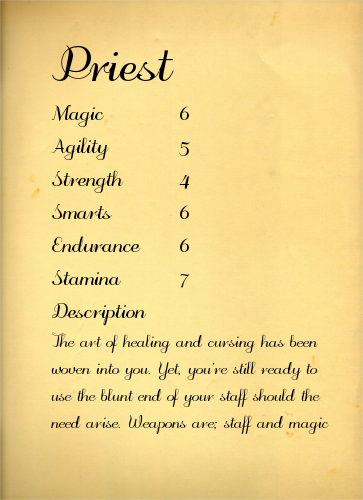 Priest
Magic 6
Agility 5
Strength 4
Smarts 6
Endurance 6
Stamina 7
Description
The art of healing and cursing has been
woven into you. Yet, you're still ready to
use the blunt end of your staff should the
need arise. Weapons are; staff and magic